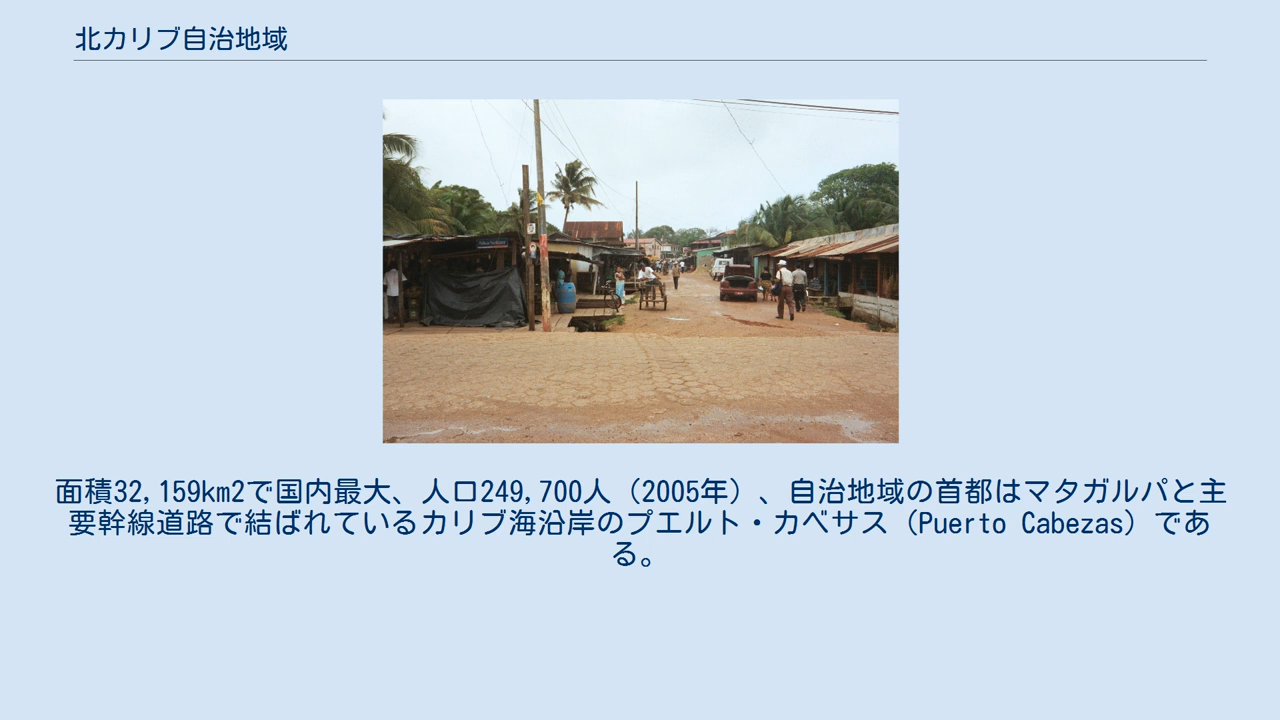 北カリブ自治地域
面積32,159km2で国内最大、人口249,700人（2005年）、自治地域の首都はマタガルパと主
要幹線道路で結ばれているカリブ海沿岸のプエルト・カベサス（Puerto Cabezas）であ
る。